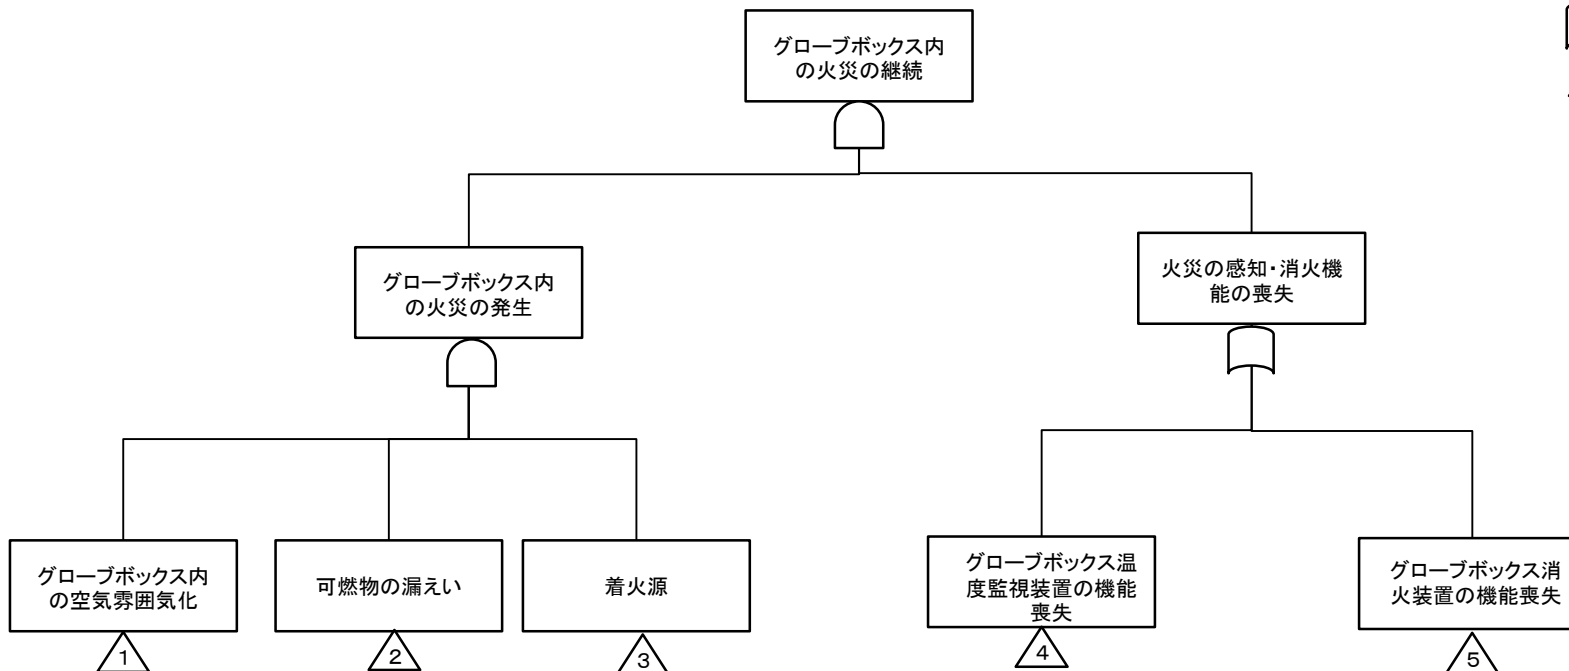 グローブボックス内
の火災の継続
グローブボックス内
の火災の発生
火災の感知・消火機
能の喪失
グローブボックス内
の空気雰囲気化
可燃物の漏えい
着火源
グローブボックス温
度監視装置の機能
喪失
グローブボックス消
火装置の機能喪失
1
2
3
4
5